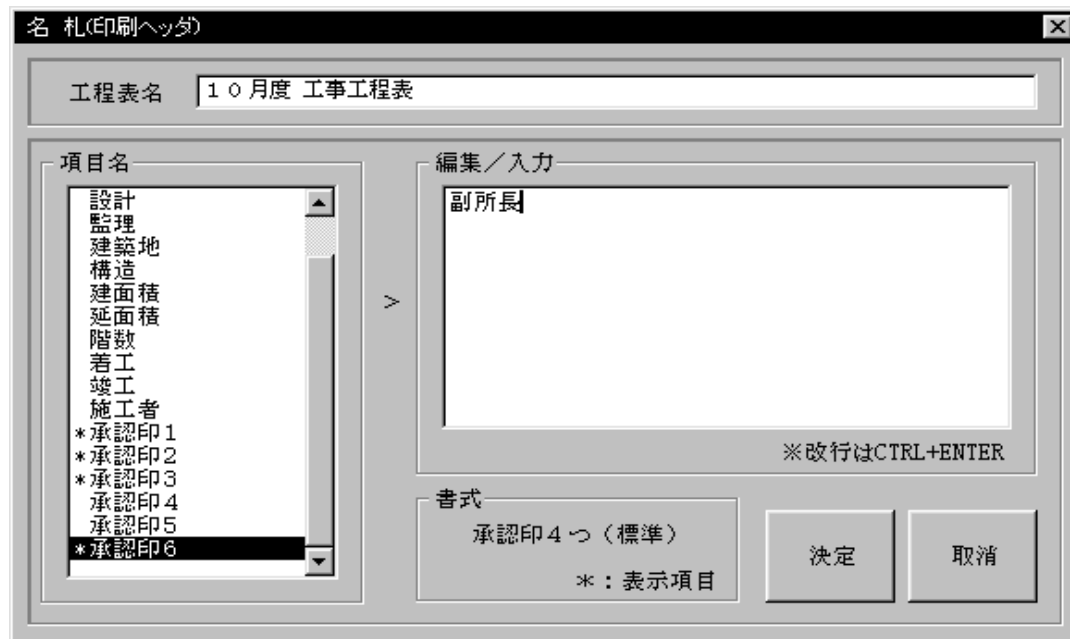 名 札(印刷ヘッダ)
工程表名
１０月度 工事工程表
項目名
設計
監理
建築地
構造
建面積
延面積
階数
着工
竣工
施工者
*承認印1
*承認印2
*承認印3
承認印4
承認印5
*承認印6
>
編集／入力
副所長
※改行はCTRL+ENTER
書式
承認印４つ（標準）
＊：表示項目
決定
取消